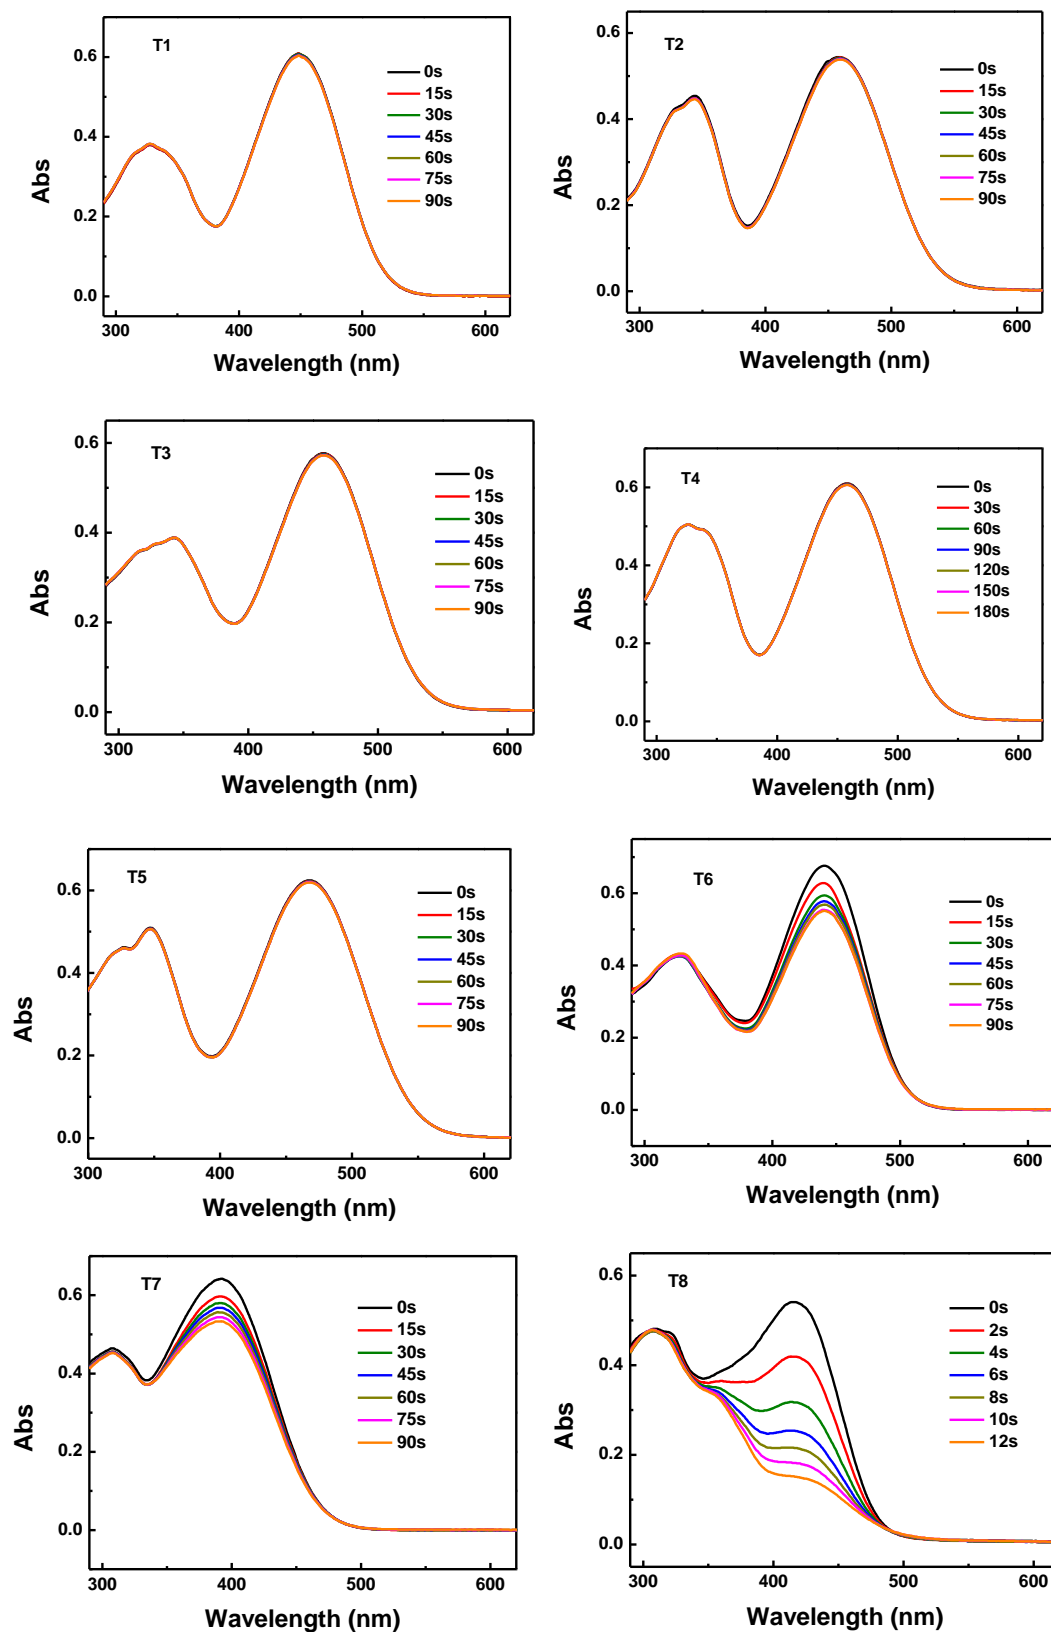 T1
0s
15s
30s
45s
60s
75s
90s
0.6
0.4
0.2
0.0
Abs
300 400 500 600
Wavelength (nm)
T2
0s
15s
30s
45s
60s
75s
90s
0.6
0.4
0.2
0.0
Abs
300 400 500 600
Wavelength (nm)
T3
0s
15s
30s
45s
60s
75s
90s
0.6
0.4
0.2
0.0
Abs
300 400 500 600
Wavelength (nm)
T4
0s
30s
60s
90s
120s
150s
180s
0.6
0.4
0.2
0.0
Abs
300 400 500 600
Wavelength (nm)
T5
0s
15s
30s
45s
60s
75s
90s
0.6
0.4
0.2
0.0
Abs
300 400 500 600
Wavelength (nm)
T6
0s
15s
30s
45s
60s
75s
90s
0.6
0.4
0.2
0.0
Abs
300 400 500 600
Wavelength (nm)
T7
0s
15s
30s
45s
60s
75s
90s
0.6
0.4
0.2
0.0
Abs
300 400 500 600
Wavelength (nm)
T8
0s
2s
4s
6s
8s
10s
12s
0.6
0.4
0.2
0.0
Abs
300 400 500 600
Wavelength (nm)